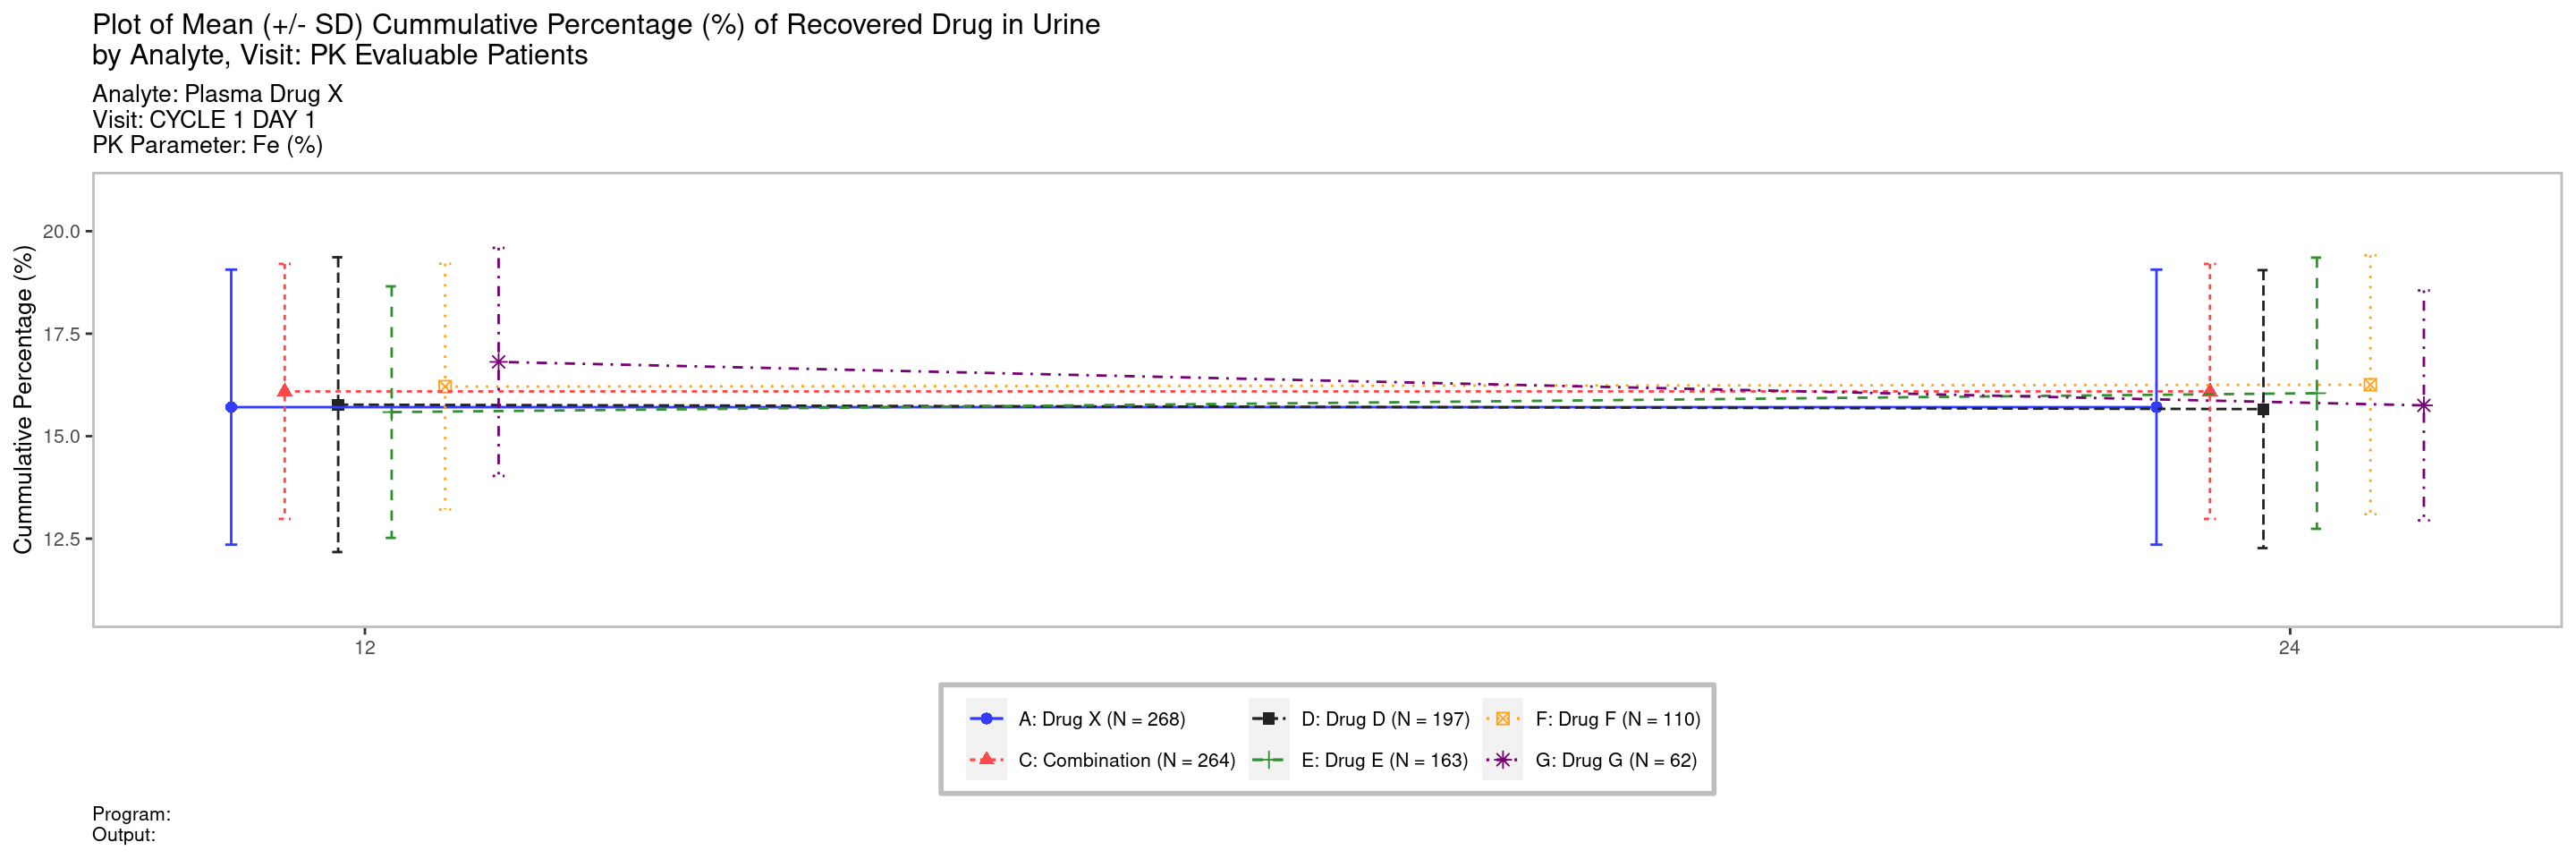 Plot of Mean (+/- SD) Cummulative Percentage (%) of Recovered Drug in Urine
by Analyte, Visit: PK Evaluable Patients
Analyte: Plasma Drug X
Visit: CYCLE 1 DAY 1
PK Parameter: Fe (%)
Cummulative Percentage (%)
20.0
17.5
15.0
12.5
12
24
A: Drug X (N = 268)
D: Drug D (N = 197)
F: Drug F (N = 110)
C: Combination (N = 264)
E: Drug E (N = 163)
G: Drug G (N = 62)
Program:
Output: